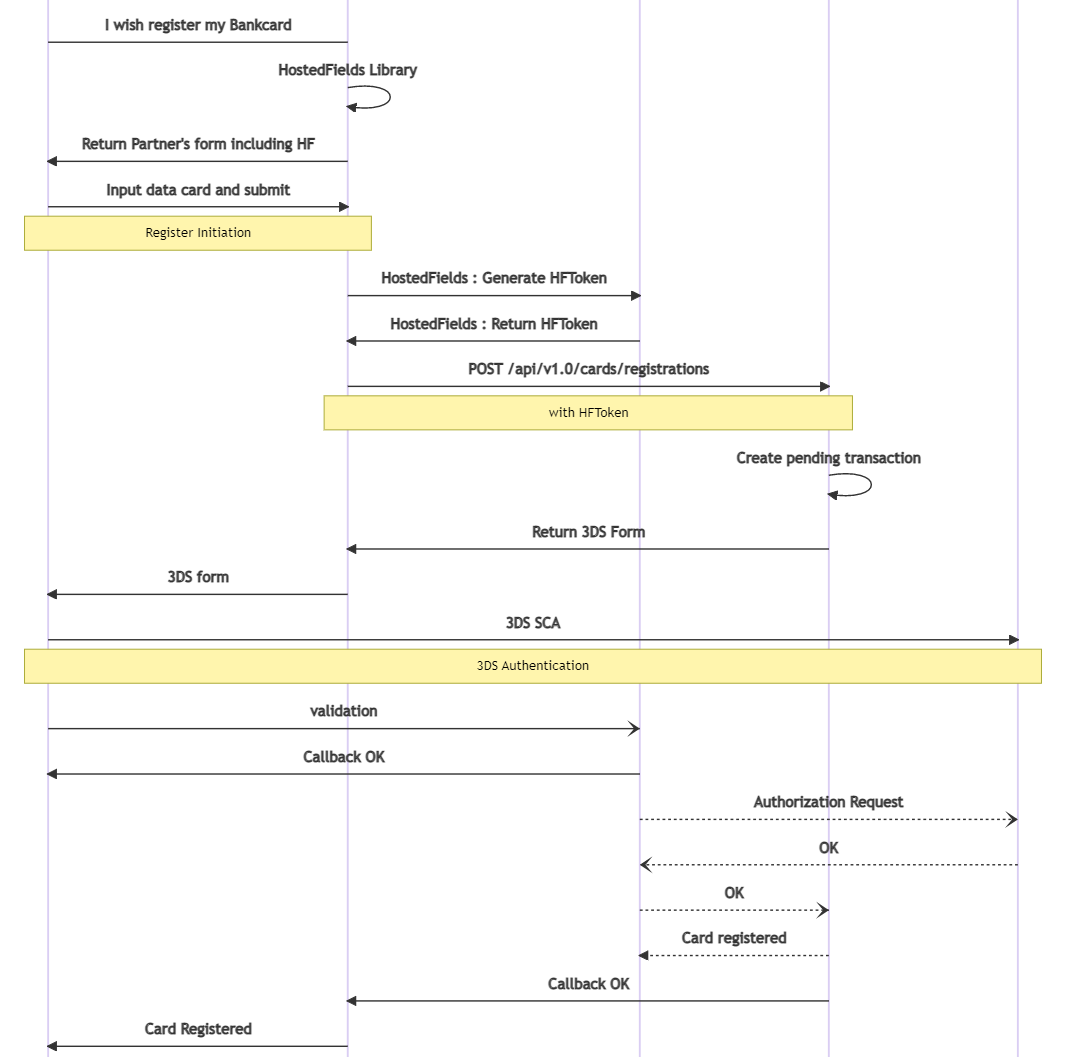 I wish register my Bankcard
HostedFields Library
Return Partner's form including HF
Input data card and submit
Register Initiation
HostedFields : Generate HFToken
HostedFields : Return HFToken
POST /api/v1.0/cards/registrations
with HFToken
Create pending transaction
Return 3DS Form
3DS form
3DS SCA
3DS Authentication
validation
Callback OK
Authorization Request
OK
OK
Card registered
Callback OK
Card Registered